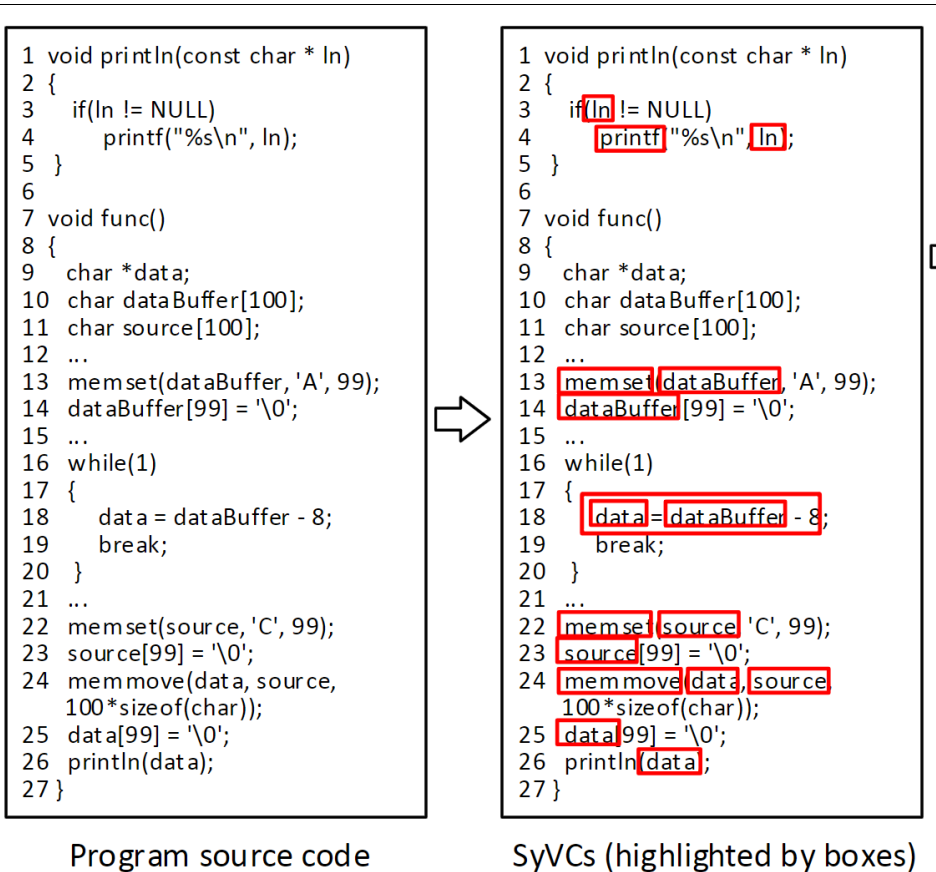 1 void println(const char * ln)
2 {
3 if(ln != NULL)
4 printf("%s\n", ln);
5 }
6
7 void func()
8 {
9 char *data;
10 char dataBuffer[100];
11 char source[100];
12 ...
13 memset(dataBuffer, 'A', 99);
14 dataBuffer[99] = '\0';
15 ...
16 while(1)
17 {
18 data = dataBuffer - 8;
19 break;
20 }
21 ...
22 memset(source, 'C', 99);
23 source[99] = '\0';
24 memmove(data, source,
100*sizeof(char));
25 data[99] = '\0';
26 println(data);
27 }
Program source code
1 void println(const char * ln)
2 {
3 if(ln != NULL)
4 printf("%s\n", ln);
5 }
6
7 void func()
8 {
9 char *data;
10 char dataBuffer[100];
11 char source[100];
12 ...
13 memset(dataBuffer, 'A', 99);
14 dataBuffer[99] = '\0';
15 ...
16 while(1)
17 {
18 data = dataBuffer - 8;
19 break;
20 }
21 ...
22 memset(source, 'C', 99);
23 source[99] = '\0';
24 memmove(data, source,
100*sizeof(char));
25 data[99] = '\0';
26 println(data);
27 }
SyVCs (highlighted by boxes)